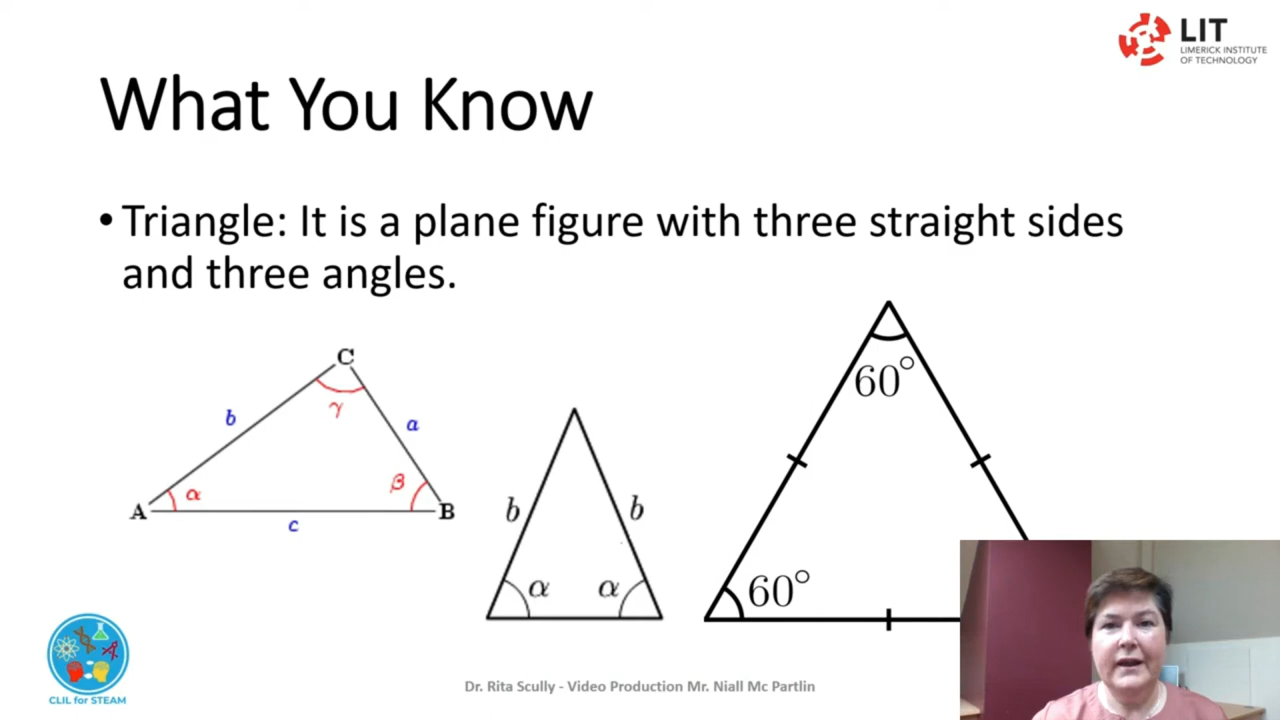 LIT
LIMERICK INSTITUTE
OF TECHNOLOGY
What You Know
• Triangle: It is a plane figure with three straight sides
and three angles.
C
γ
b
a
α
β
A
B
c
b
b
α
α
60°
60°
CLIL for STEAM
Dr. Rita Scully - Video Production Mr. Niall Mc Partlin